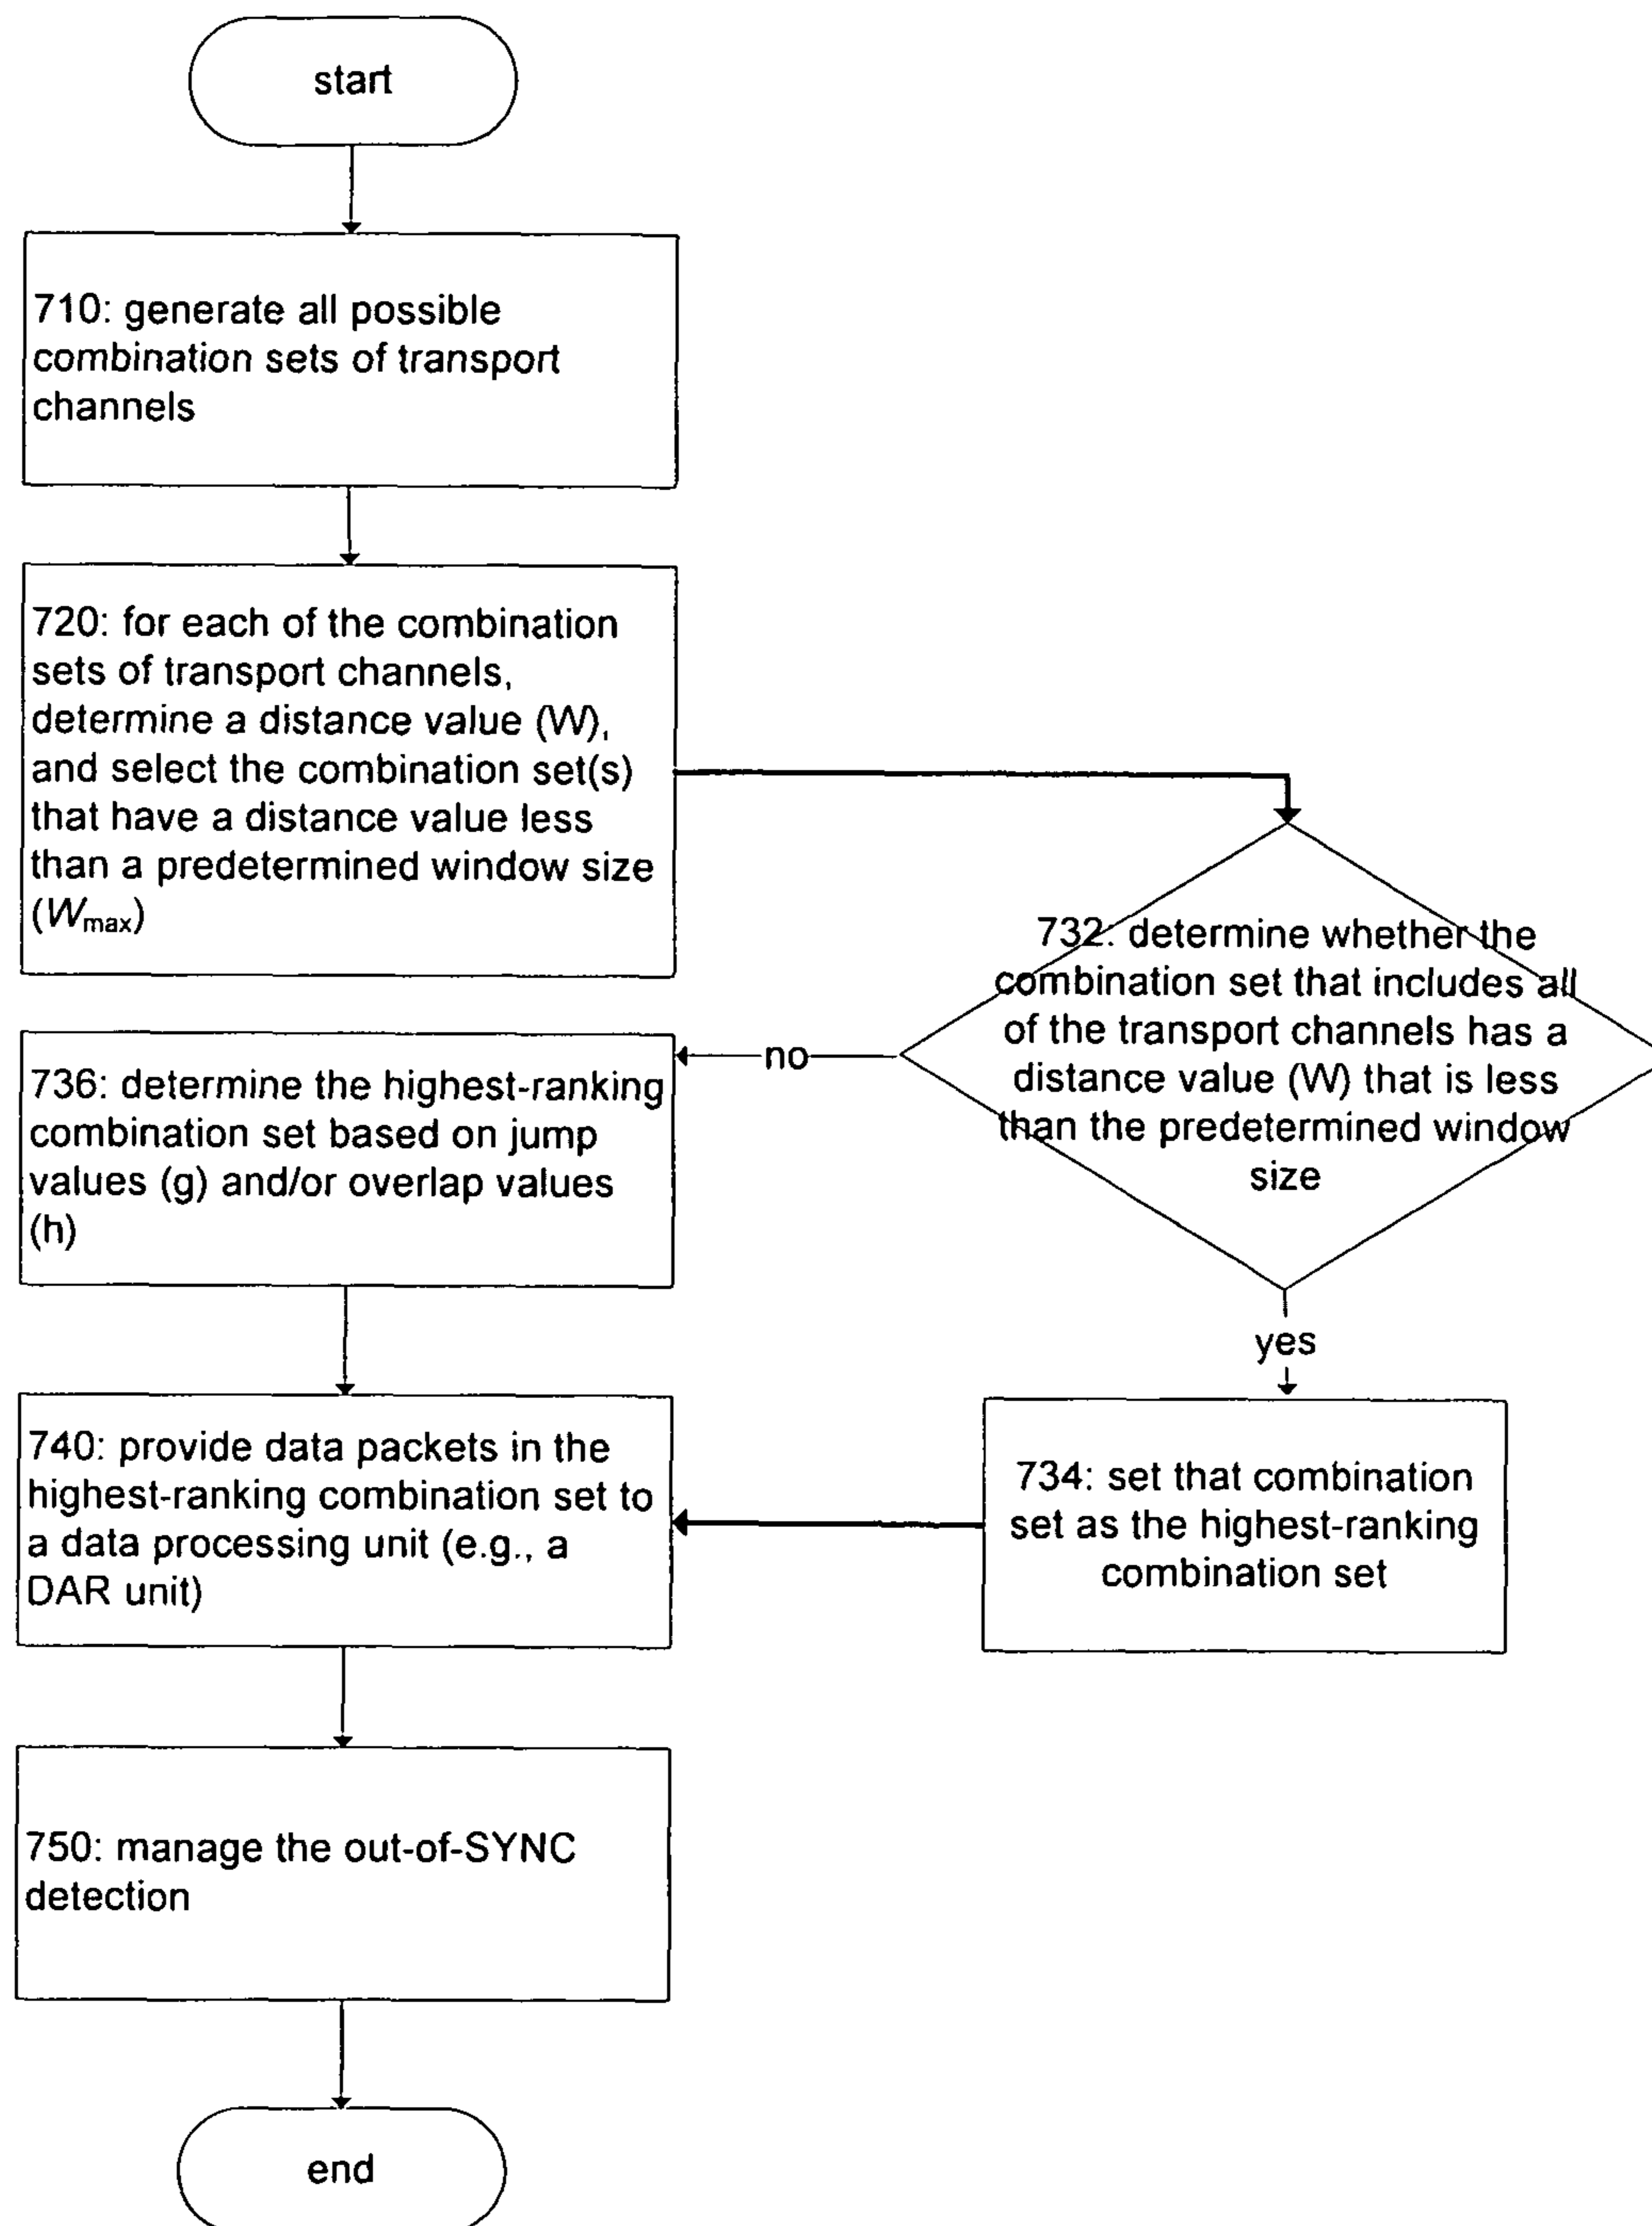 start
710: generate all possible
combination sets of transport
channels
720: for each of the combination
sets of transport channels,
determine a distance value (W),
and select the combination set(s)
that have a distance value less
than a predetermined window size
(Wmax)
732: determine whether the
combination set that includes all
of the transport channels has a
distance value (W) that is less
than the predetermined window
size
no
yes
736: determine the highest-ranking
combination set based on jump
values (g) and/or overlap values
(h)
734: set that combination
set as the highest-ranking
combination set
740: provide data packets in the
highest-ranking combination set to
a data processing unit (e.g., a
DAR unit)
750: manage the out-of-SYNC
detection
end